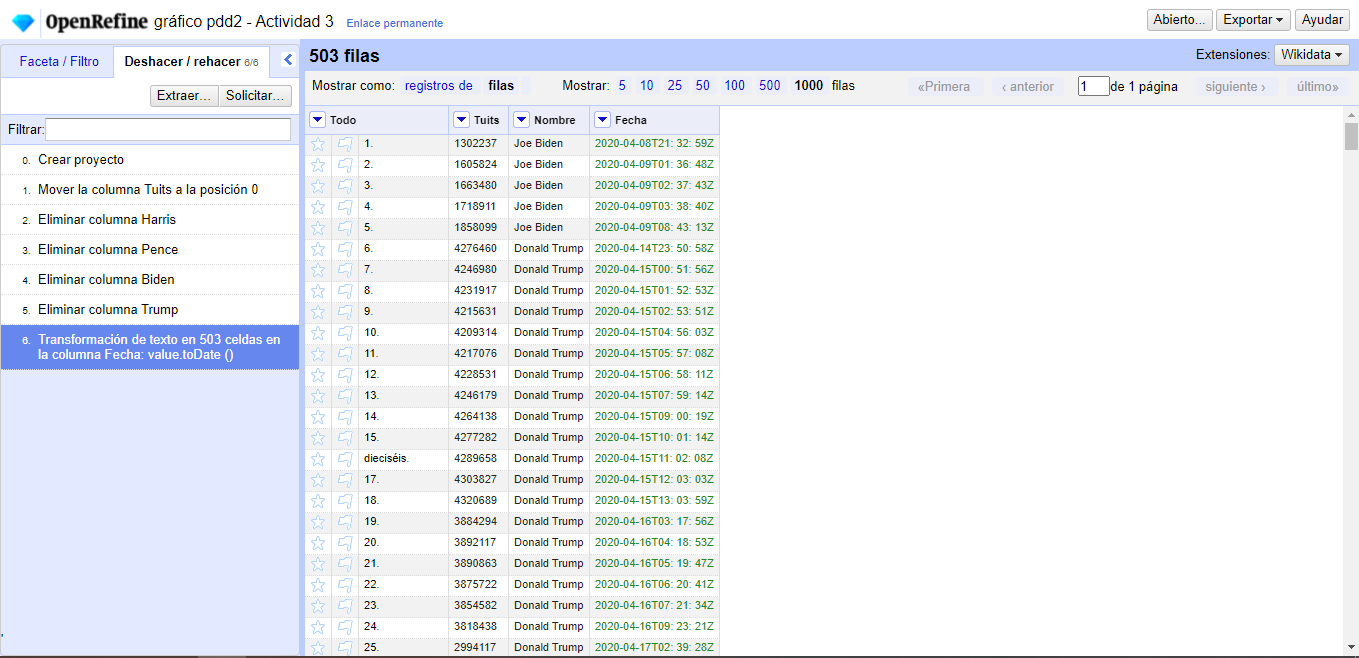 OpenRefine gráfico pdd2 - Actividad 3 Enlace permanente
Abierto... Exportar Ayudar
Faceta / Filtro Deshacer / rehacer 6/6
503 filas
Extensiones: Wikidata
Extraer... Solicitar...
Mostrar como: registros de filas Mostrar: 5 10 25 50 100 500 1000 filas «Primera ‹ anterior 1 de 1 página siguiente › último»
Filtrar:
0. Crear proyecto
1. Mover la columna Tuits a la posición 0
2. Eliminar columna Harris
3. Eliminar columna Pence
4. Eliminar columna Biden
5. Eliminar columna Trump
6. Transformación de texto en 503 celdas en
la columna Fecha: value.toDate ()
Todo Tuits Nombre Fecha
1. 1302237 Joe Biden 2020-04-08T21: 32: 59Z
2. 1605824 Joe Biden 2020-04-09T01: 36: 48Z
3. 1663480 Joe Biden 2020-04-09T02: 37: 43Z
4. 1718911 Joe Biden 2020-04-09T03: 38: 40Z
5. 1858099 Joe Biden 2020-04-09T08: 43: 13Z
6. 4276460 Donald Trump 2020-04-14T23: 50: 58Z
7. 4246980 Donald Trump 2020-04-15T00: 51: 56Z
8. 4231917 Donald Trump 2020-04-15T01: 52: 53Z
9. 4215631 Donald Trump 2020-04-15T02: 53: 51Z
10. 4209314 Donald Trump 2020-04-15T04: 56: 03Z
11. 4217076 Donald Trump 2020-04-15T05: 57: 08Z
12. 4228531 Donald Trump 2020-04-15T06: 58: 11Z
13. 4246179 Donald Trump 2020-04-15T07: 59: 14Z
14. 4264138 Donald Trump 2020-04-15T09: 00: 19Z
15. 4277282 Donald Trump 2020-04-15T10: 01: 14Z
dieciséis. 4289658 Donald Trump 2020-04-15T11: 02: 08Z
17. 4303827 Donald Trump 2020-04-15T12: 03: 03Z
18. 4320689 Donald Trump 2020-04-15T13: 03: 59Z
19. 3884294 Donald Trump 2020-04-16T03: 17: 56Z
20. 3892117 Donald Trump 2020-04-16T04: 18: 53Z
21. 3890863 Donald Trump 2020-04-16T05: 19: 47Z
22. 3875722 Donald Trump 2020-04-16T06: 20: 41Z
23. 3854582 Donald Trump 2020-04-16T07: 21: 34Z
24. 3818438 Donald Trump 2020-04-16T09: 23: 21Z
25. 2994117 Donald Trump 2020-04-17T02: 39: 28Z